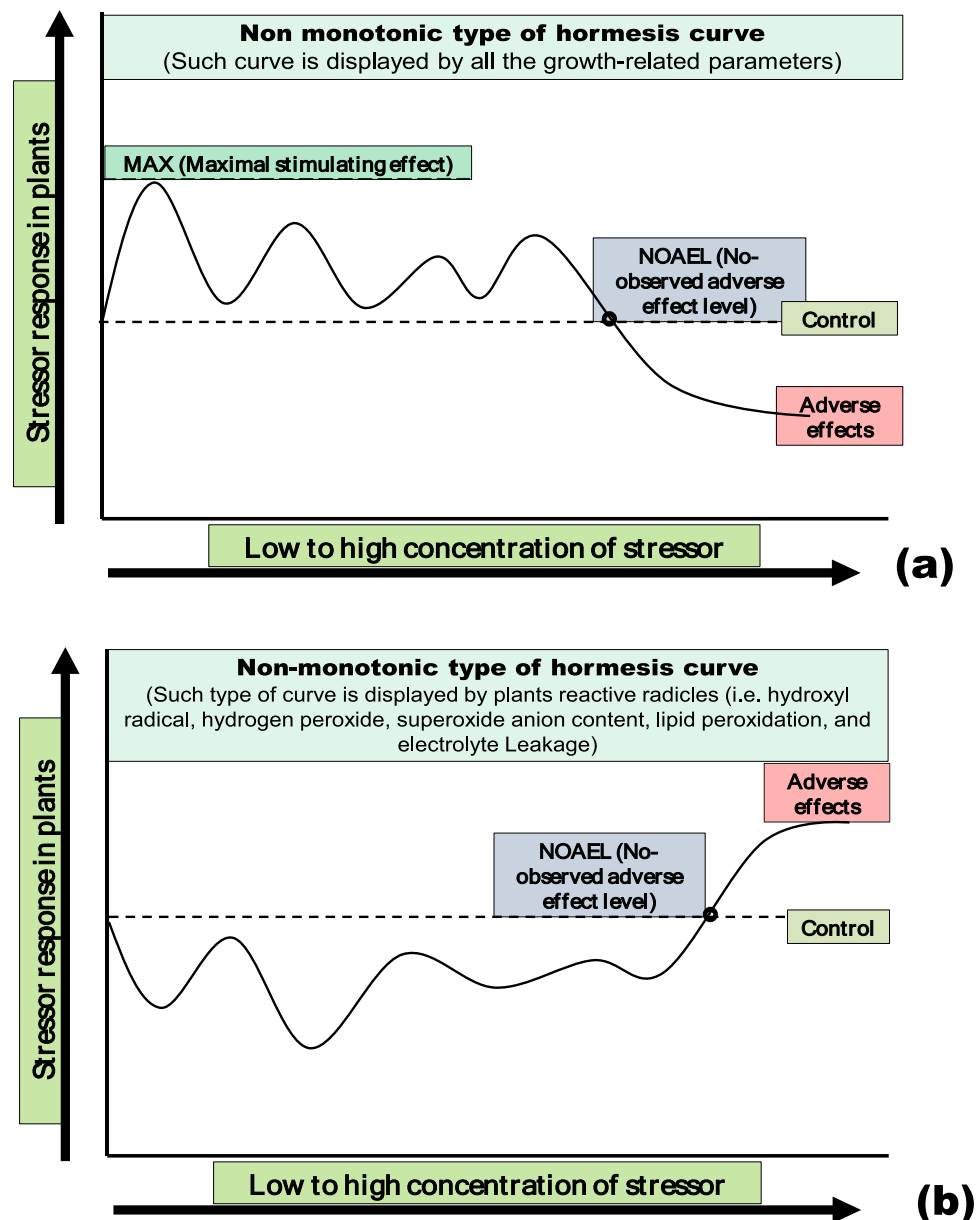 Non monotonic type of hormesis curve
(Such curve is displayed by all the growth-related parameters)
Stressor response in plants
MAX (Maximal stimulating effect)
NOAEL (No-
observed adverse
effect level)
Control
Adverse
effects
Low to high concentration of stressor
(a)
Non-monotonic type of hormesis curve
(Such type of curve is displayed by plants reactive radicles (i.e. hydroxyl
radical, hydrogen peroxide, superoxide anion content, lipid peroxidation, and
electrolyte Leakage)
Stressor response in plants
Adverse
effects
NOAEL (No-
observed adverse
effect level)
Control
Low to high concentration of stressor
(b)